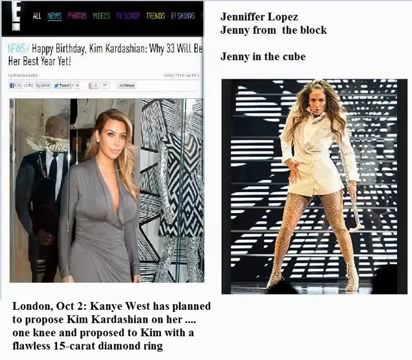 E
NEWS PHOTOS VIDEOS TV SCOOP TRENDS E! SHOWS
NEWS/ Happy Birthday, Kim Kardashian: Why 33 Will Be
Her Best Year Yet!
Jenniffer Lopez
Jenny from the block
Jenny in the cube
London, Oct 2: Kanye West has planned
to propose Kim Kardashian on her ....
one knee and proposed to Kim with a
flawless 15-carat diamond ring